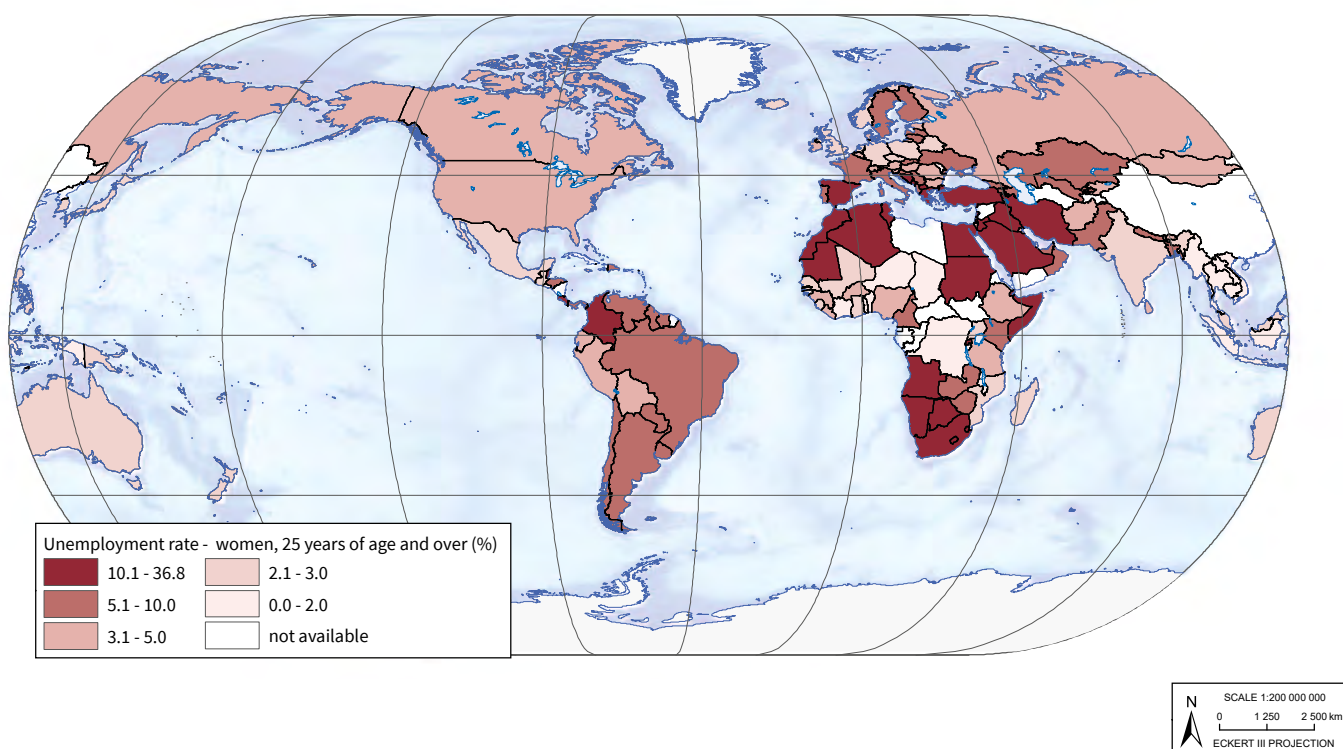 Unemployment rate - women, 25 years of age and over (%)
10.1 - 36.8
2.1 - 3.0
5.1 - 10.0
0.0 - 2.0
3.1 - 5.0
not available
N
SCALE 1:200 000 000
0 1 250 2 500 km
ECKERT III PROJECTION